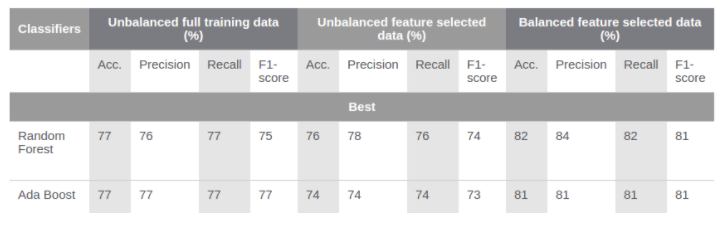 Classifiers Unbalanced full training data (%) Unbalanced feature selected data (%) Balanced feature selected data (%)
Acc. Precision Recall F1-score Acc. Precision Recall F1-score Acc. Precision Recall F1-score
Best
Random Forest 77 76 77 75 76 78 76 74 82 84 82 81
Ada Boost 77 77 77 77 74 74 74 73 81 81 81 81